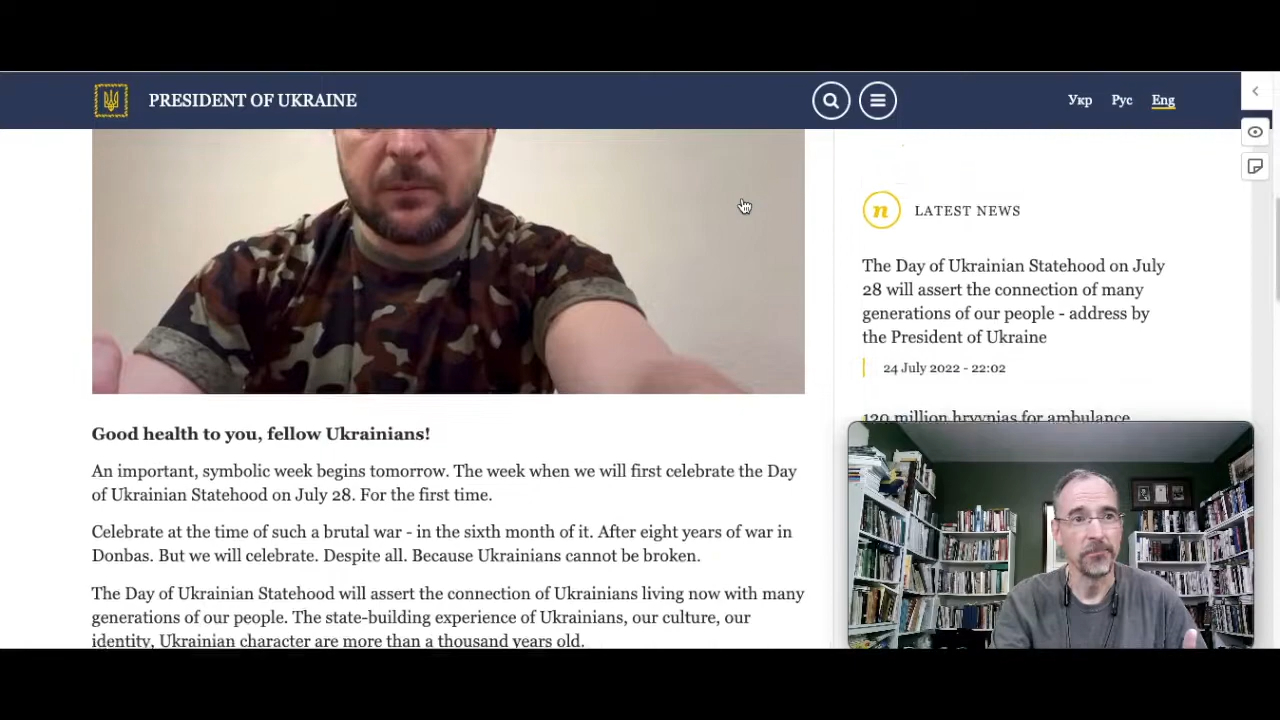 PRESIDENT OF UKRAINE
Укр Рус Eng
n LATEST NEWS
The Day of Ukrainian Statehood on July
28 will assert the connection of many
generations of our people - address by
the President of Ukraine
24 July 2022 - 22:02
120 million hryvnias for ambulance
Good health to you, fellow Ukrainians!
An important, symbolic week begins tomorrow. The week when we will first celebrate the Day
of Ukrainian Statehood on July 28. For the first time.
Celebrate at the time of such a brutal war - in the sixth month of it. After eight years of war in
Donbas. But we will celebrate. Despite all. Because Ukrainians cannot be broken.
The Day of Ukrainian Statehood will assert the connection of Ukrainians living now with many
generations of our people. The state-building experience of Ukrainians, our culture, our
identity, Ukrainian character are more than a thousand years old.